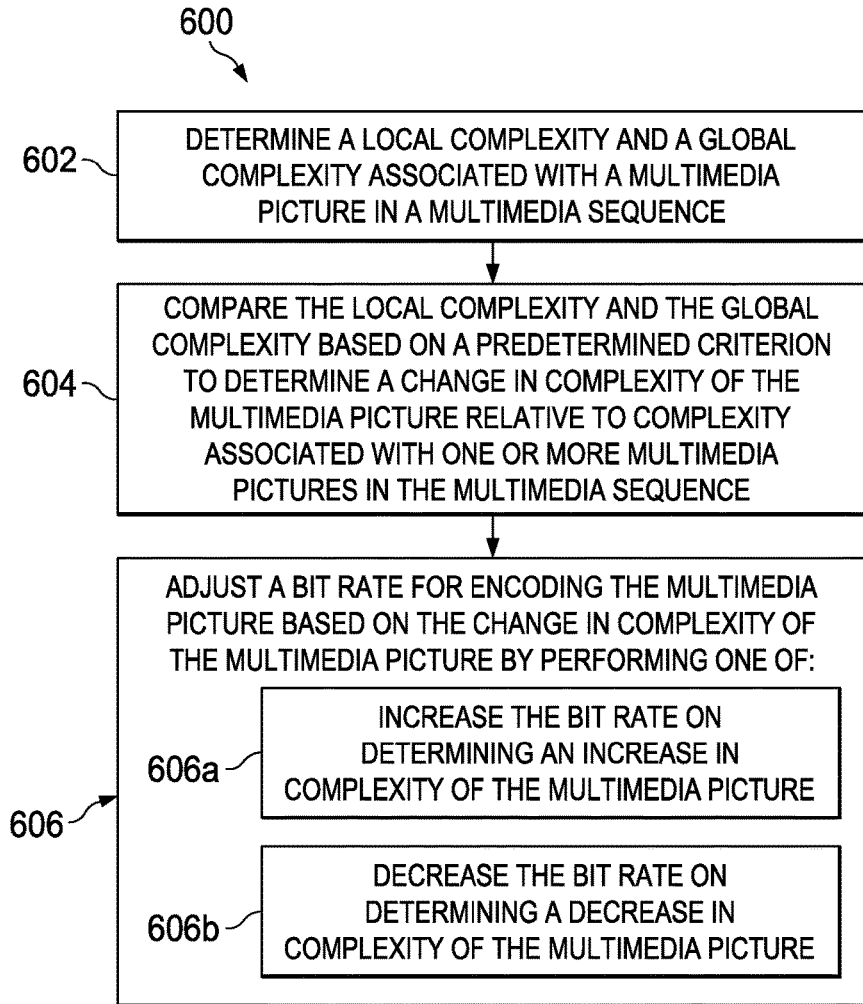 600
602
DETERMINE A LOCAL COMPLEXITY AND A GLOBAL
COMPLEXITY ASSOCIATED WITH A MULTIMEDIA
PICTURE IN A MULTIMEDIA SEQUENCE
604
COMPARE THE LOCAL COMPLEXITY AND THE GLOBAL
COMPLEXITY BASED ON A PREDETERMINED CRITERION
TO DETERMINE A CHANGE IN COMPLEXITY OF THE
MULTIMEDIA PICTURE RELATIVE TO COMPLEXITY
ASSOCIATED WITH ONE OR MORE MULTIMEDIA
PICTURES IN THE MULTIMEDIA SEQUENCE
606
ADJUST A BIT RATE FOR ENCODING THE MULTIMEDIA
PICTURE BASED ON THE CHANGE IN COMPLEXITY OF
THE MULTIMEDIA PICTURE BY PERFORMING ONE OF:
606a
INCREASE THE BIT RATE ON
DETERMINING AN INCREASE IN
COMPLEXITY OF THE MULTIMEDIA PICTURE
606b
DECREASE THE BIT RATE ON
DETERMINING A DECREASE IN
COMPLEXITY OF THE MULTIMEDIA PICTURE